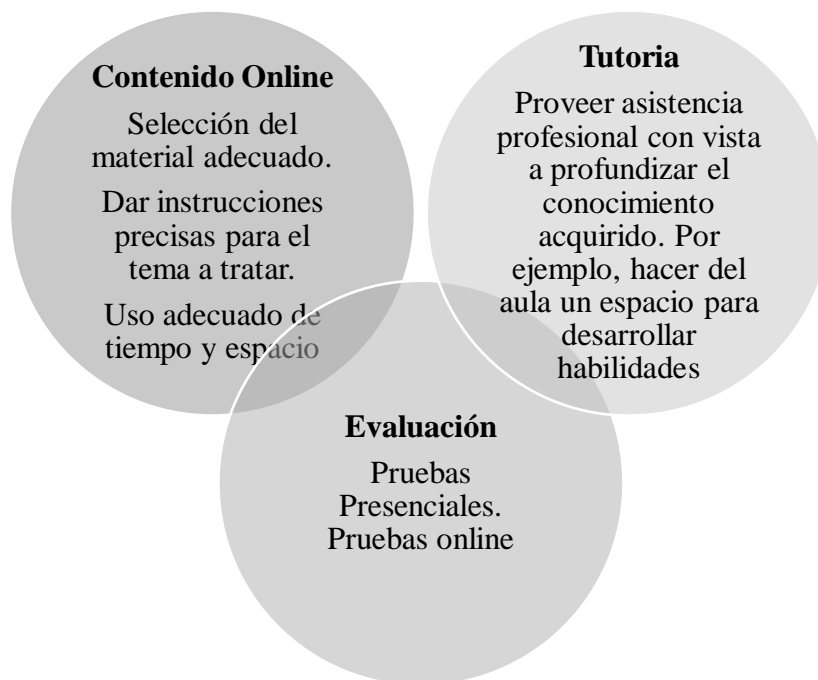 Contenido Online
Selección del
material adecuado.
Dar instrucciones
precisas para el
tema a tratar.
Uso adecuado de
tiempo y espacio
Tutoria
Proveer asistencia
profesional con vista
a profundizar el
conocimiento
acquirido. Por
ejemplo, hacer del
aula un espacio para
desarrollar
habilidades
Evaluación
Pruebas
Presenciales.
Pruebas online